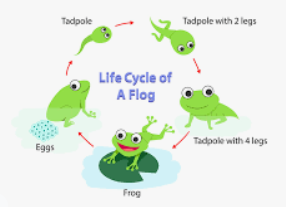 Tadpole
Tadpole with 2 legs
Life Cycle of
A Flog
Tadpole with 4 legs
Eggs
Frog